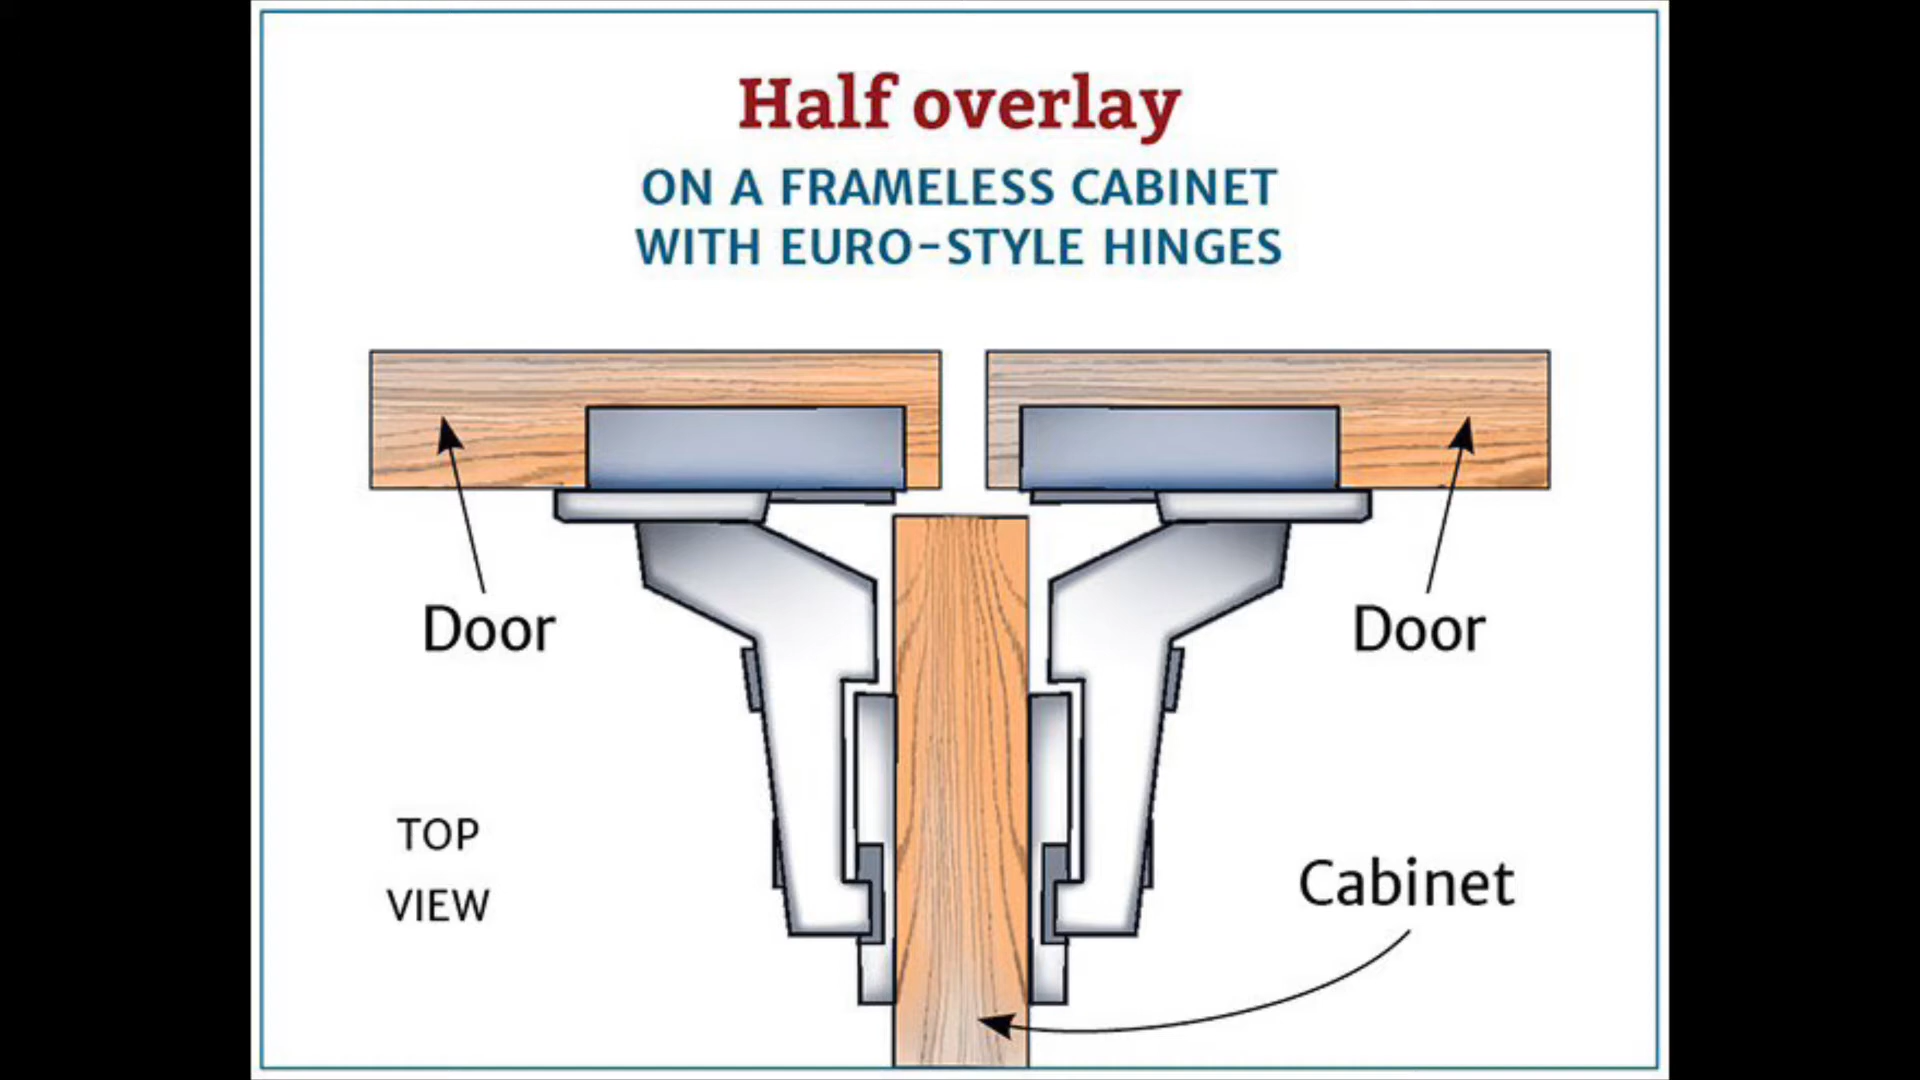 Half overlay
ON A FRAMELESS CABINET
WITH EURO-STYLE HINGES
Door
Door
TOP
VIEW
Cabinet